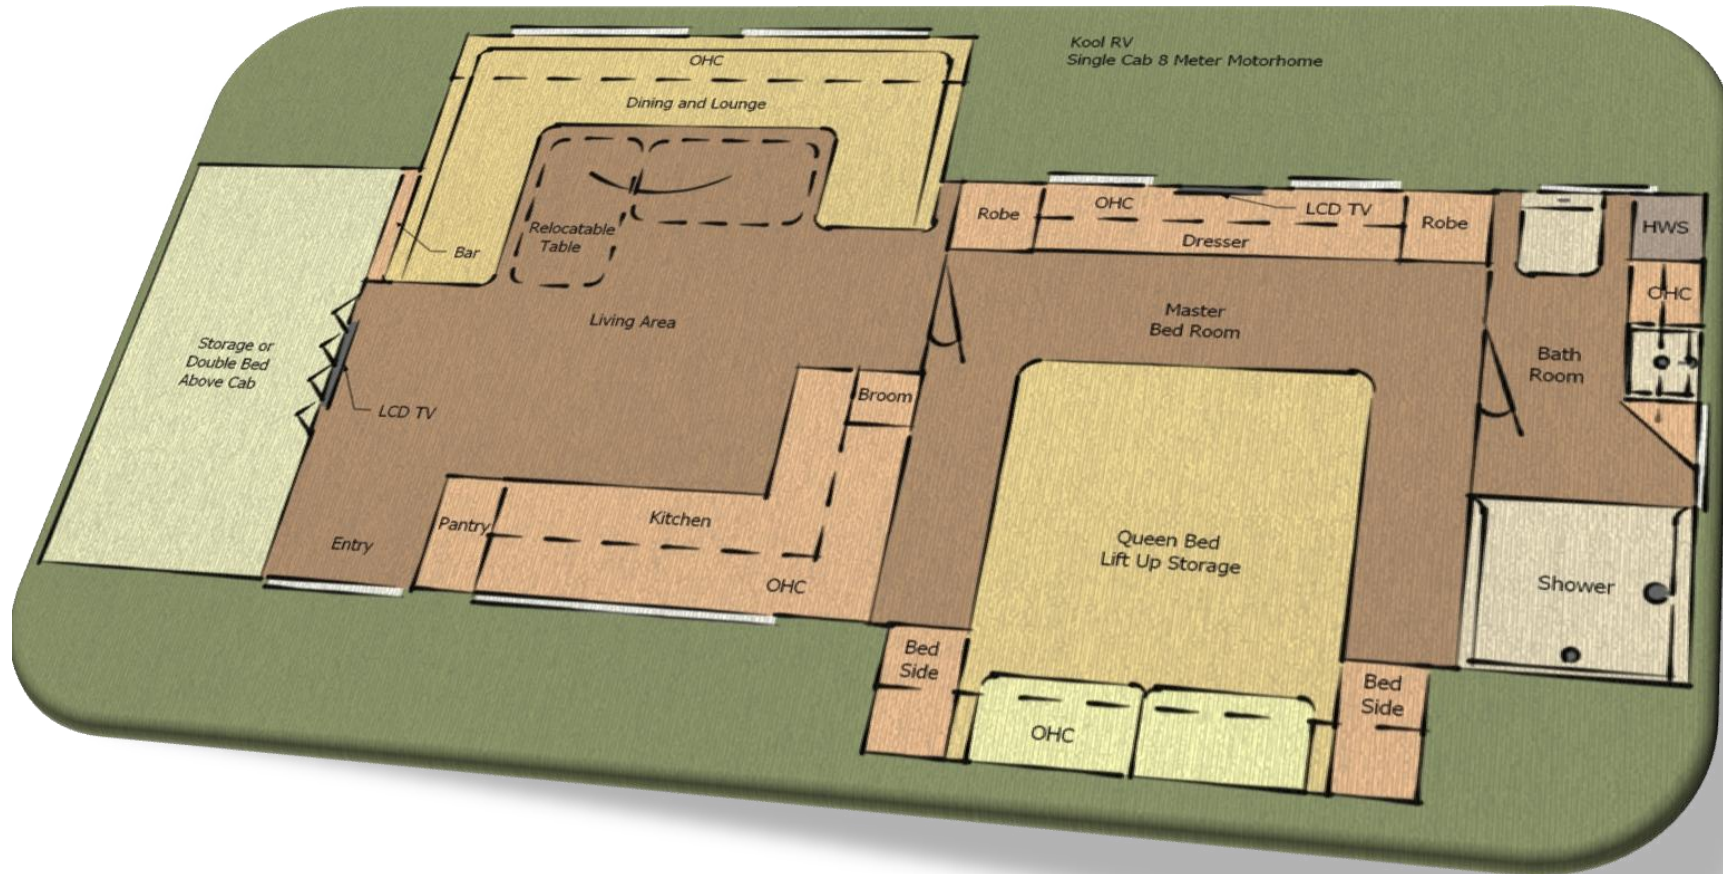 Kool RV
Single Cab 8 Meter Motorhome
OHC
Dining and Lounge
Relocatable
Table
Bar
Living Area
Storage or
Double Bed
Above Cab
LCD TV
Entry
Pantry
Kitchen
OHC
Broom
Robe
OHC
LCD TV
Dresser
Robe
Master
Bed Room
Queen Bed
Lift Up Storage
Bed
Side
OHC
Bed
Side
HWS
OHC
Bath
Room
Shower